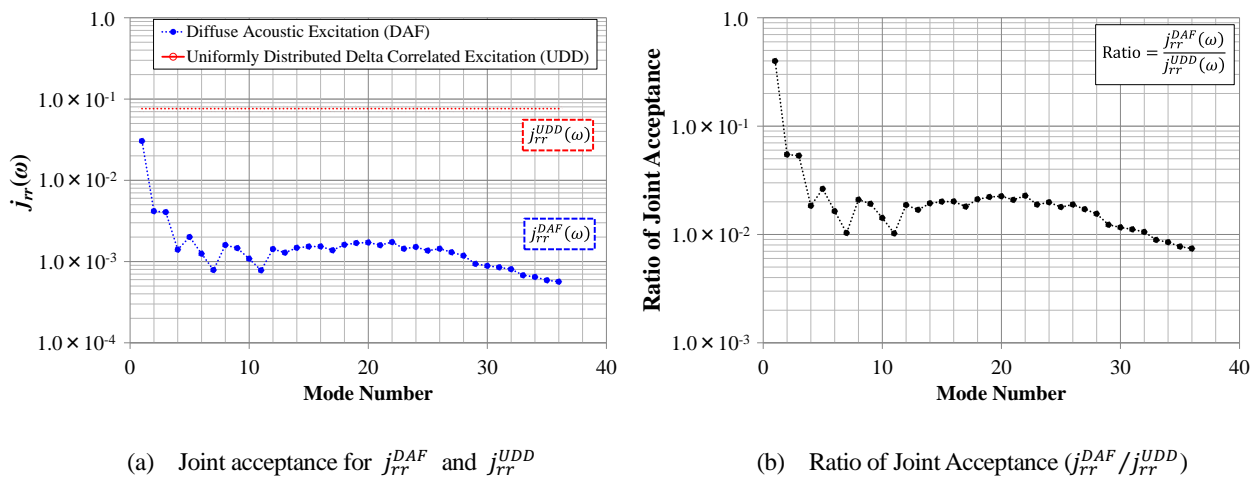 1.0
1.0 × 10⁻¹
1.0 × 10⁻²
1.0 × 10⁻³
1.0 × 10⁻⁴
j_rr(ω)
Diffuse Acoustic Excitation (DAF)
Uniformly Distributed Delta Correlated Excitation (UDD)
j_rr^UDD(ω)
j_rr^DAF(ω)
0 10 20 30 40
Mode Number
(a) Joint acceptance for j_rr^DAF and j_rr^UDD
1.0
1.0 × 10⁻¹
1.0 × 10⁻²
1.0 × 10⁻³
Ratio of Joint Acceptance
Ratio = j_rr^DAF(ω) / j_rr^UDD(ω)
0 10 20 30 40
Mode Number
(b) Ratio of Joint Acceptance (j_rr^DAF/j_rr^UDD)